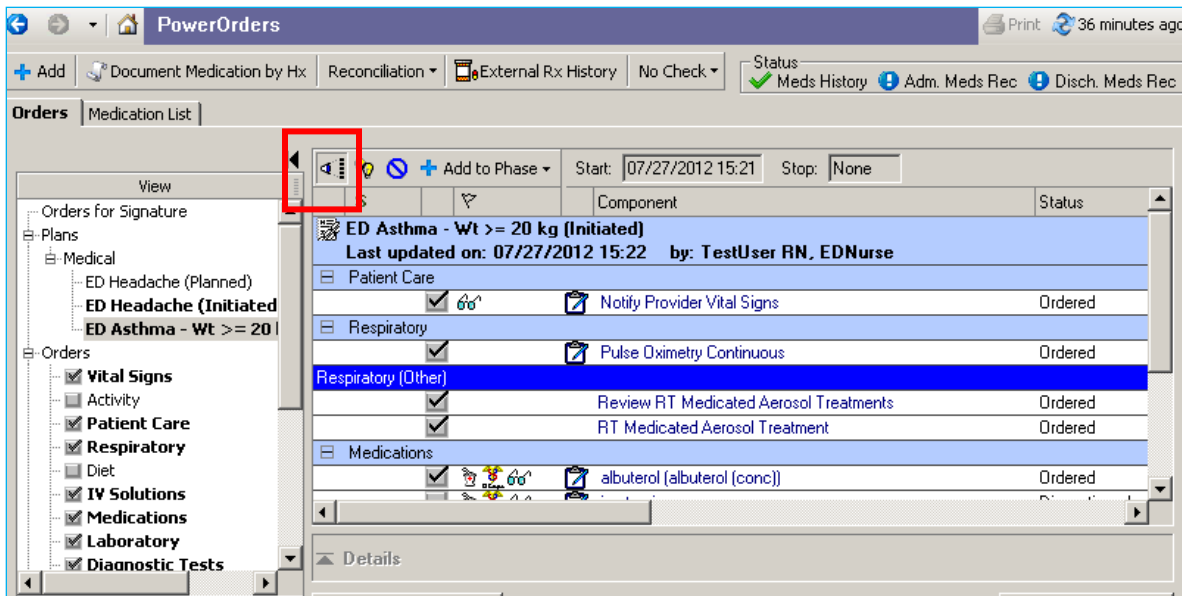 PowerOrders Print 36 minutes ago
Add Document Medication by Hx Reconciliation External Rx History No Check Status
Meds History Adm. Meds Rec Disch. Meds Rec
Orders Medication List
Add to Phase Start: 07/27/2012 15:21 Stop: None
View
Component Status
Orders for Signature
Plans
Medical
ED Headache (Planned)
ED Headache (Initiated
ED Asthma - Wt >= 20
Orders
Vital Signs
Activity
Patient Care
Respiratory
Diet
IV Solutions
Medications
Laboratory
Diagnostic Tests
ED Asthma - Wt >= 20 kg (Initiated)
Last updated on: 07/27/2012 15:22 by: TestUser RN, EDNurse
Patient Care
Notify Provider Vital Signs Ordered
Respiratory
Pulse Oximetry Continuous Ordered
Respiratory (Other)
Review RT Medicated Aerosol Treatments Ordered
RT Medicated Aerosol Treatment Ordered
Medications
albuterol (albuterol (conc)) Ordered
Details